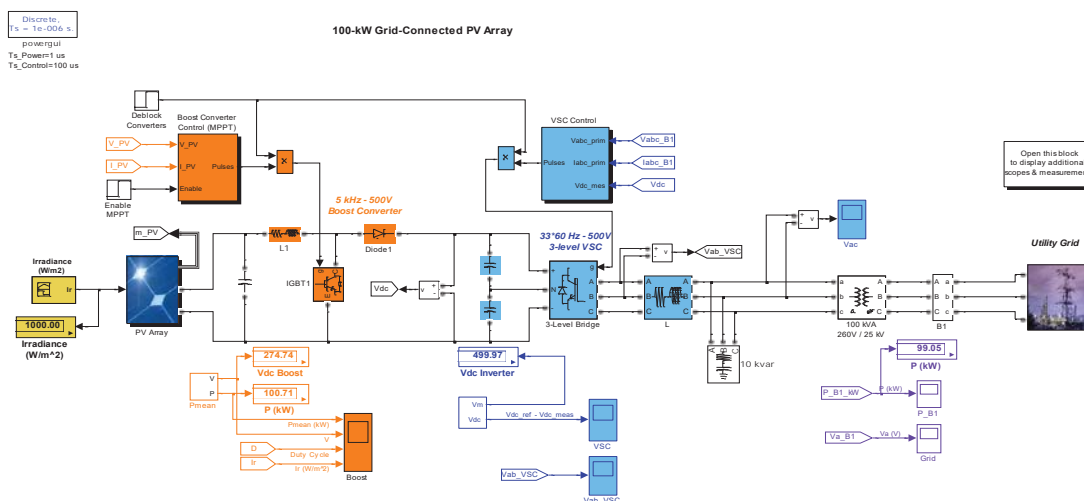 Discrete,
Ts = 1e-006 s.
powergui
Ts_Power=1 us
Ts_Control=100 us
100-kW Grid-Connected PV Array
Deblock
Converters
Boost Converter
Control (MPPT)
V_PV
V_PV
I_PV
I_PV
Pulses
Enable
Enable
MPPT
x
5 kHz - 500V
Boost Converter
VSC Control
Vabc_prim
Vabc_B1
Pulses
Iabc_prim
Iabc_B1
Vdc_mes
Vdc
x
Open this block
to display additiona
scopes & measuremen
m_PV
L1
Diode1
33*60 Hz - 500V
3-level VSC
+
-
v
Vab_VSC
+
-
v
Vac
Utility Grid
Irradiance
(W/m2)
Ir
1000.00
Irradiance
(W/m^2)
PV Array
IGBT1
g
C
E
Vdc
v
+
-
+
N
-
g
A
B
C
3-Level Bridge
A
B
C
A
B
C
L
A
B
C
10 kvar
a
b
c
A
B
C
100 kVA
260V / 25 kV
A
B
C
a
b
c
B1
A
B
C
274.74
Vdc Boost
V
P
Pmean
100.71
P (kW)
Pmean (kW)
V
D
Duty Cycle
Ir
Ir (W/m^2)
Boost
499.97
Vdc Inverter
Vm
Vdc
Vdc_ref - Vdc_meas
VSC
Vab_VSC
Vab_VSC
99.05
P (kW)
P_B1_kW
P (kW)
P_B1
Va_B1
Va (V)
Grid